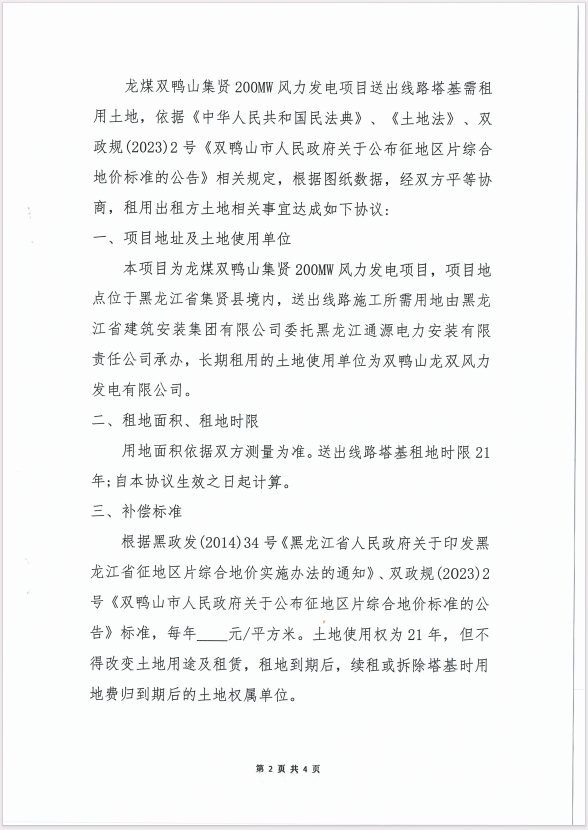 龙煤双鸭山集贤200MW风力发电项目送出线路塔基需租
用土地，依据《中华人民共和国民法典》、《土地法》、双
政规(2023)2号《双鸭山市人民政府关于公布征地区片综合
地价标准的公告》相关规定，根据图纸数据，经双方平等协
商，租用出租方土地相关事宜达成如下协议:
一、项目地址及土地使用单位
本项目为龙煤双鸭山集贤200MW风力发电项目，项目地
点位于黑龙江省集贤县境内，送出线路施工所需用地由黑龙
江省建筑安装集团有限公司委托黑龙江通源电力安装有限
责任公司承办，长期租用的土地使用单位为双鸭山龙双风力
发电有限公司。
二、租地面积、租地时限
用地面积依据双方测量为准。送出线路塔基租地时限21
年;自本协议生效之日起计算。
三、补偿标准
根据黑政发(2014)34号《黑龙江省人民政府关于印发黑
龙江省征地区片综合地价实施办法的通知》、双政规(2023)2
号《双鸭山市人民政府关于公布征地区片综合地价标准的公
告》标准，每年____元/平方米。土地使用权为21年，但不
得改变土地用途及租赁，租地到期后，续租或拆除塔基时用
地费归到期后的土地权属单位。
第 2 页 共 4 页